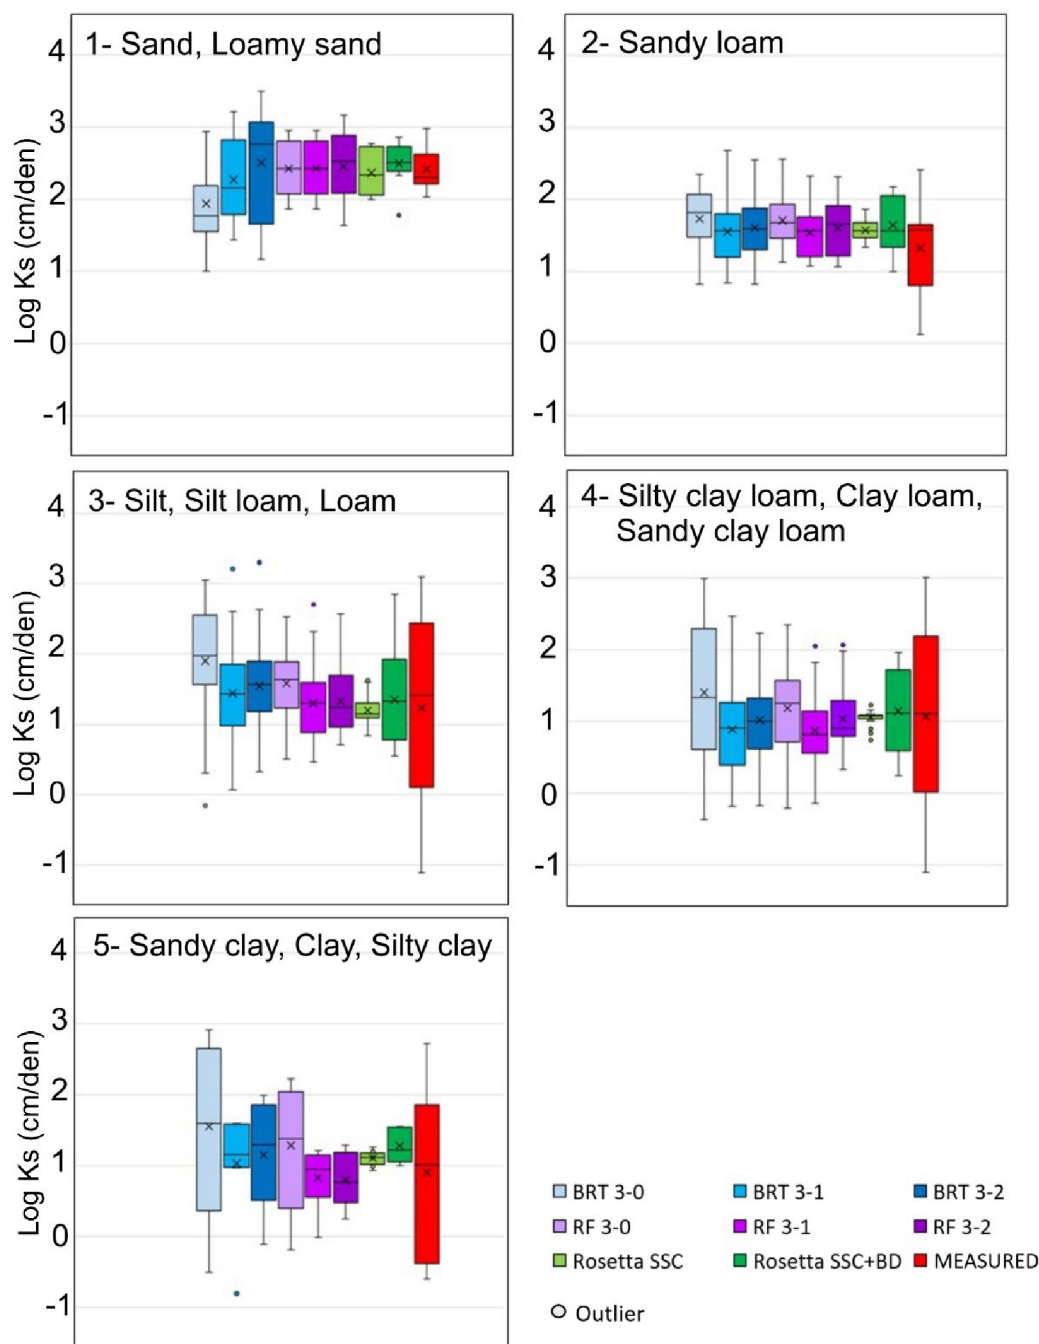 1- Sand, Loamy sand
4
3
2
1
0
-1
Log Ks (cm/den)
2- Sandy loam
4
3
2
1
0
-1
3- Silt, Silt loam, Loam
4
3
2
1
0
-1
Log Ks (cm/den)
4- Silty clay loam, Clay loam,
Sandy clay loam
4
3
2
1
0
-1
5- Sandy clay, Clay, Silty clay
4
3
2
1
0
-1
Log Ks (cm/den)
BRT 3-0 BRT 3-1 BRT 3-2
RF 3-0 RF 3-1 RF 3-2
Rosetta SSC Rosetta SSC+BD MEASURED
Outlier